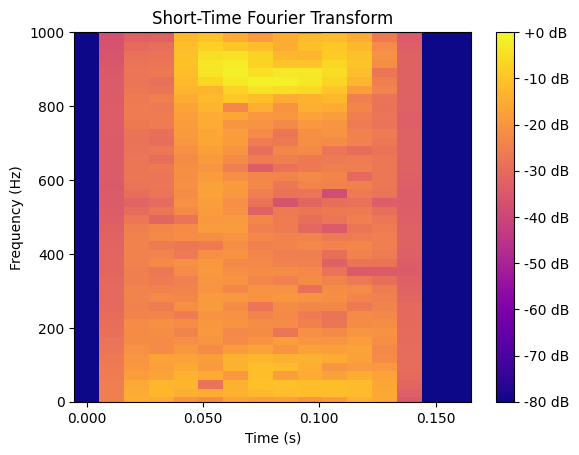 Short-Time Fourier Transform
Frequency (Hz)
1000
800
600
400
200
0
0.000
0.050
0.100
0.150
Time (s)
+0 dB
-10 dB
-20 dB
-30 dB
-40 dB
-50 dB
-60 dB
-70 dB
-80 dB